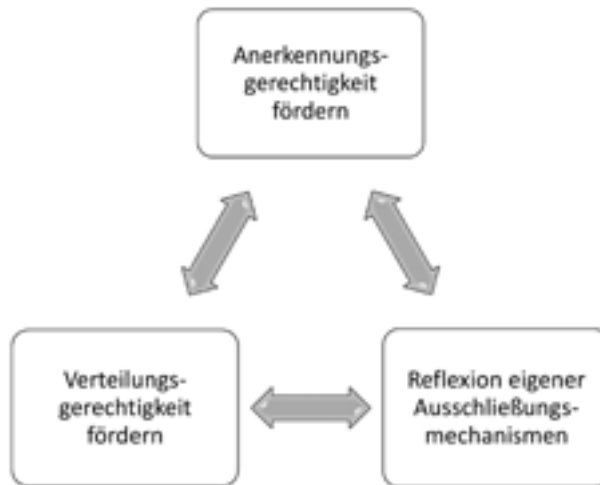 Anerkennungs-
gerechtigkeit
fördern
Verteilungs-
gerechtigkeit
fördern
Reflexion eigener
Ausschließungs-
mechanismen